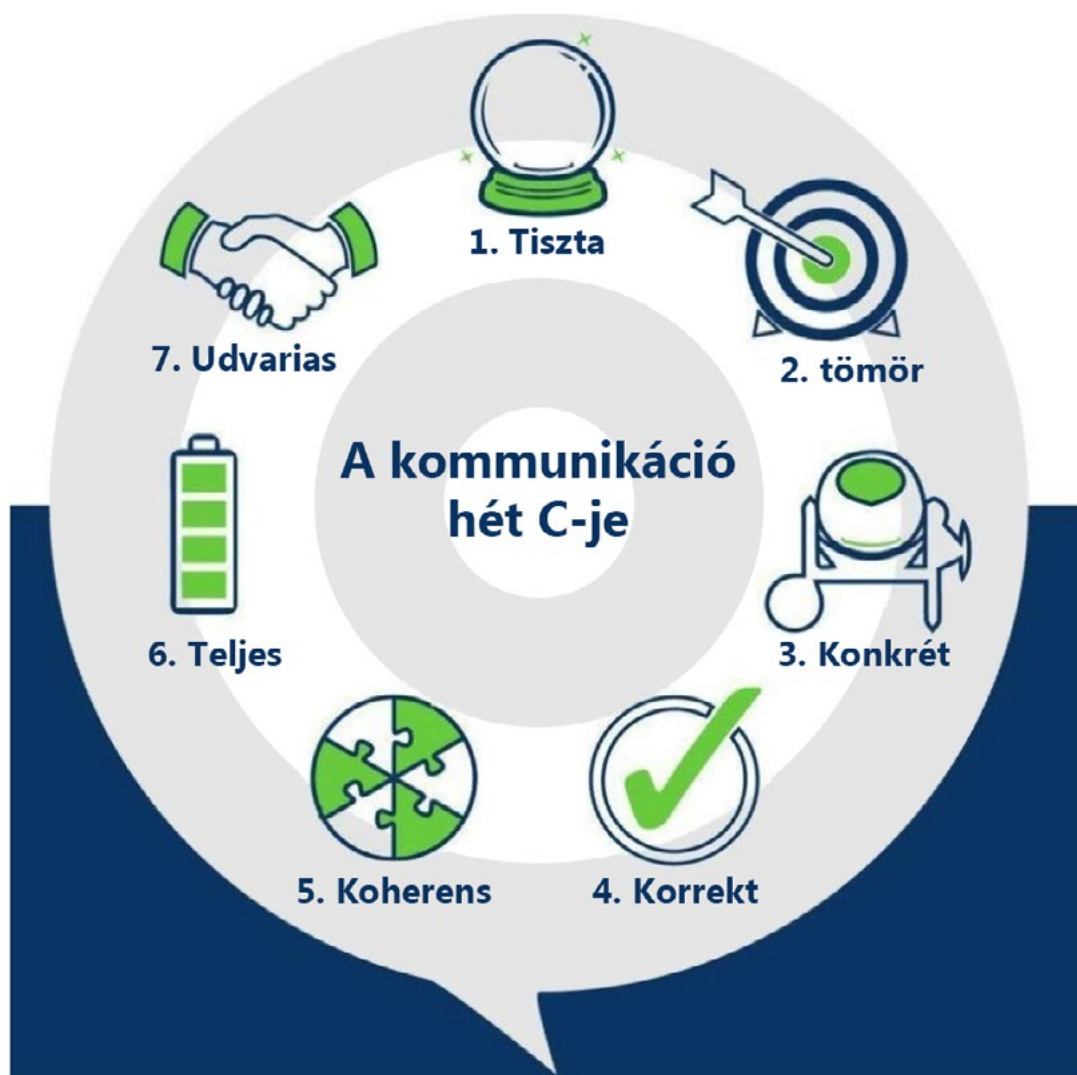 A kommunikáció
hét C-je
1. Tiszta
2. tömör
3. Konkrét
4. Korrekt
5. Koherens
6. Teljes
7. Udvarias